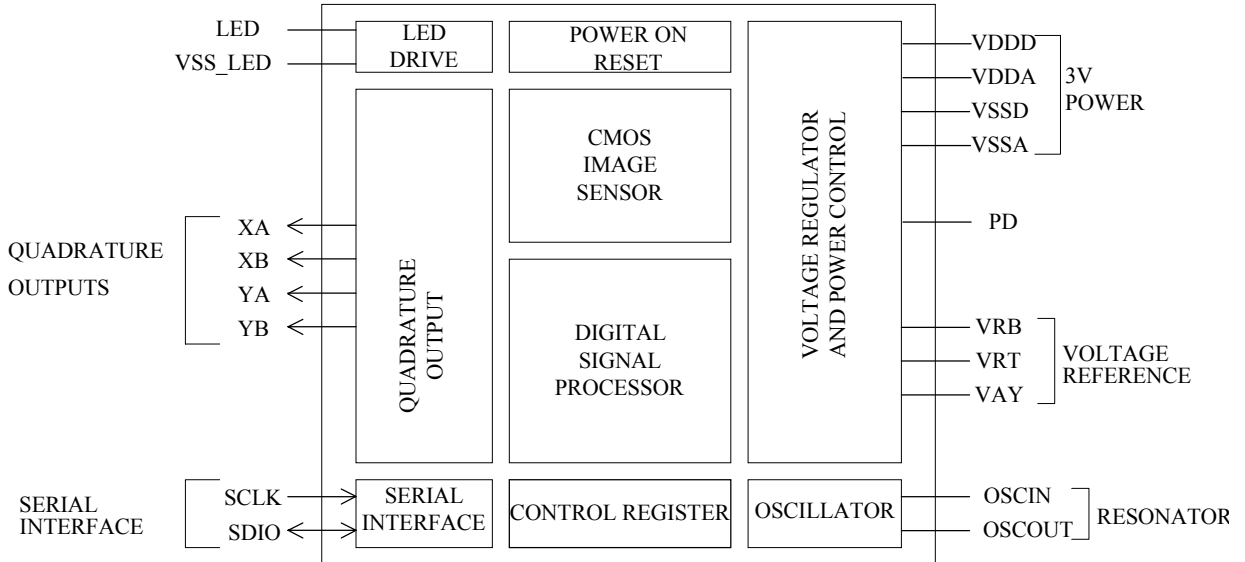 LED
VSS_LED
LED
DRIVE
POWER ON
RESET
VDDD
VDDA
VSSD
VSSA
3V
POWER
CMOS
IMAGE
SENSOR
VOLTAGE REGULATOR
AND POWER CONTROL
PD
QUADRATURE
OUTPUTS
XA
XB
YA
YB
QUADRATURE
OUTPUT
DIGITAL
SIGNAL
PROCESSOR
VRB
VRT
VAY
VOLTAGE
REFERENCE
SERIAL
INTERFACE
SCLK
SDIO
SERIAL
INTERFACE
CONTROL REGISTER
OSCILLATOR
OSCIN
OSCOUT
RESONATOR